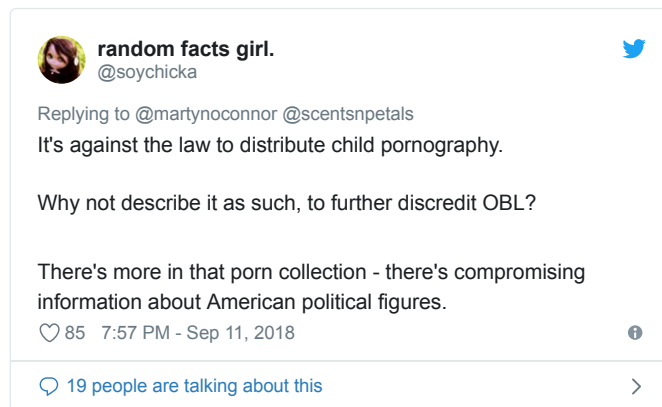 random facts girl.
@soychicka
Replying to @martynoconnor @scentsnpetals
It's against the law to distribute child pornography.
Why not describe it as such, to further discredit OBL?
There's more in that porn collection - there's compromising
information about American political figures.
85 7:57 PM - Sep 11, 2018
19 people are talking about this